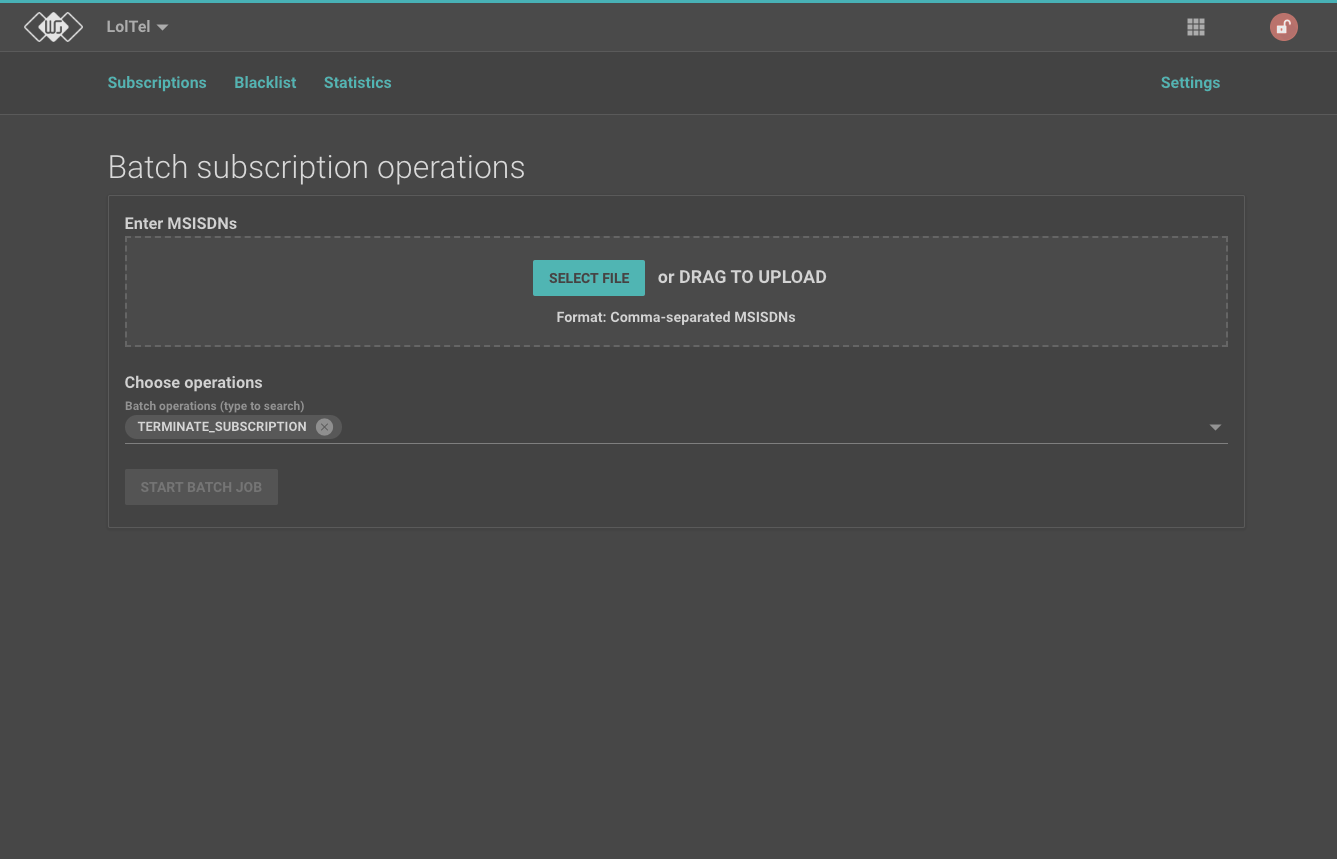 LolTel
Subscriptions Blacklist Statistics Settings
Batch subscription operations
Enter MSISDNs
SELECT FILE or DRAG TO UPLOAD
Format: Comma-separated MSISDNs
Choose operations
Batch operations (type to search)
TERMINATE_SUBSCRIPTION
START BATCH JOB